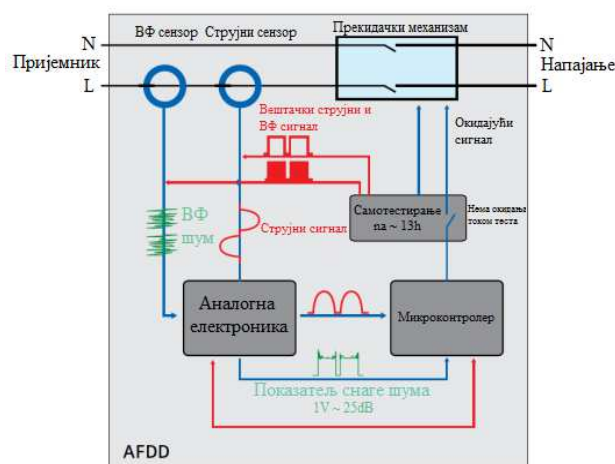 ВФ сензор Струјни сензор Прекидачки механизам
N N
Пријемник Напајање
L L
Вештачки струјни и
ВФ сигнал
Окидајући
сигнал
Самотестирање
na ~ 13h
Нема окидања
током теста
ВФ
шум
Струјни сигнал
Аналогна
електроника
Микроконтролер
Показатељ снаге шума
1V ~ 25dB
AFDD